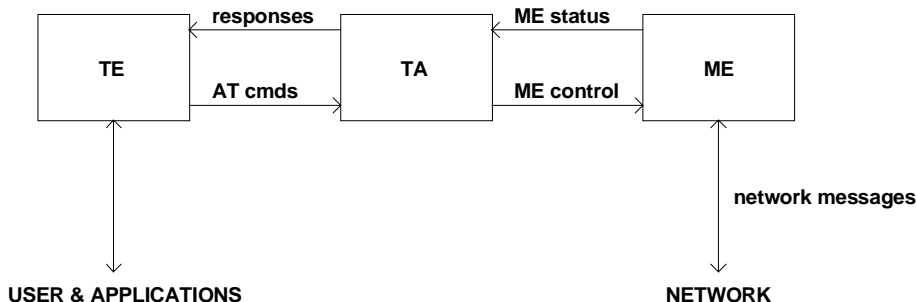 responses
ME status
TE
TA
ME
AT cmds
ME control
network messages
USER & APPLICATIONS
NETWORK